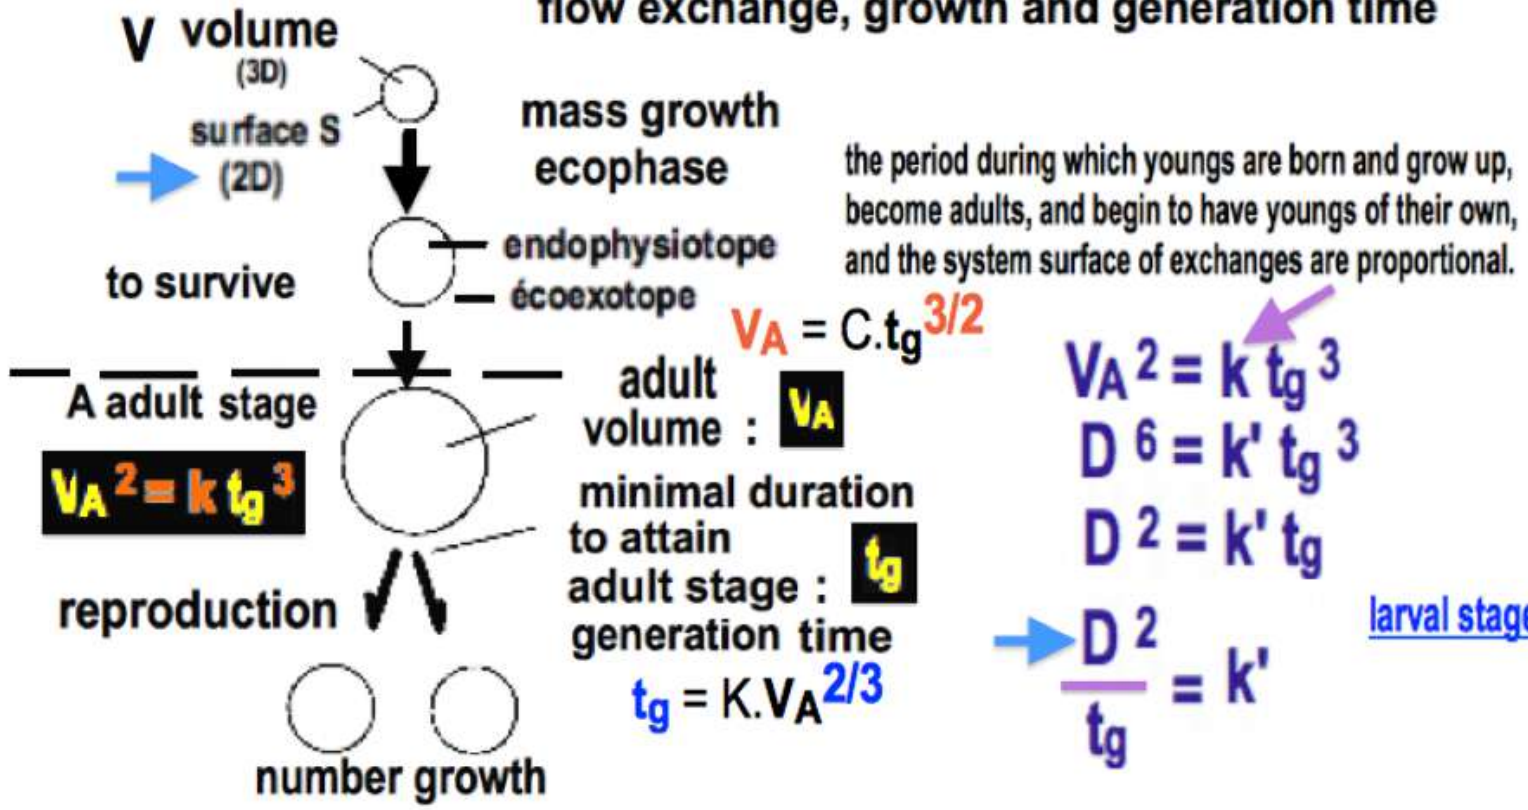 flow exchange, growth and generation time
V volume
(3D)
surface S
(2D)
mass growth
ecophase
the period during which youngs are born and grow up,
become adults, and begin to have youngs of their own,
and the system surface of exchanges are proportional.
endophysiotope
écoexotope
to survive
VA = C.tg^3/2
A adult stage
adult
volume : VA
VA² = k tg³
minimal duration
to attain
adult stage : tg
generation time
tg = K.VA^2/3
reproduction
number growth
VA² = k tg³
D⁶ = k' tg³
D² = k' tg
D²
/tg = k'
larval stage